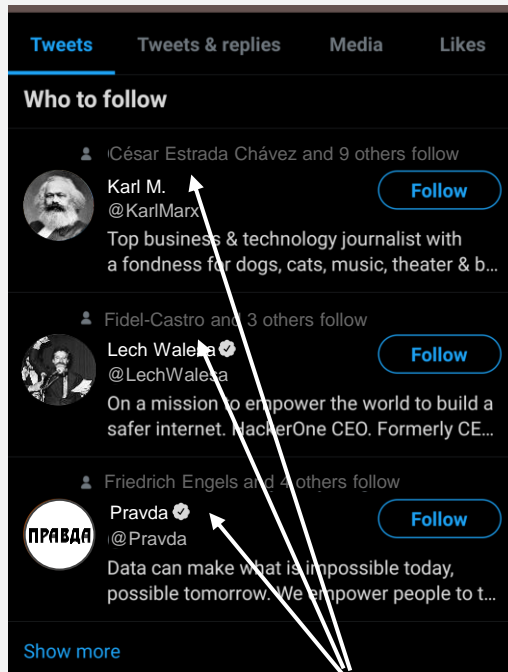 Tweets Tweets & replies Media Likes
Who to follow
César Estrada Chávez and 9 others follow
Karl M.
Follow
@KarlMarx
Top business & technology journalist with
a fondness for dogs, cats, music, theater & b...
Fidel-Castro and 3 others follow
Lech Walesa
Follow
@LechWalesa
On a mission to empower the world to build a
safer internet. HackerOne CEO. Formerly CE...
Friedrich Engels and 4 others follow
Pravda
ПРАВДА
Follow
@Pravda
Data can make what is impossible today,
possible tomorrow. We empower people to t...
Show more